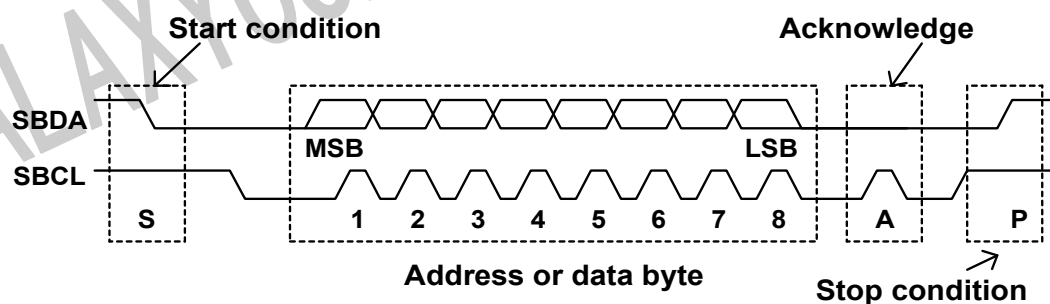 Start condition
Acknowledge
SBDA
MSB
LSB
SBCL
S
1 2 3 4 5 6 7 8
A
P
Address or data byte
Stop condition